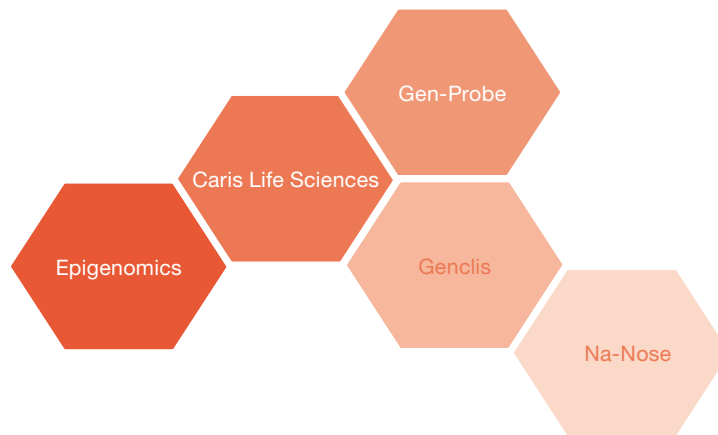 Gen-Probe
Caris Life Sciences
Epigenomics
Genclis
Na-Nose